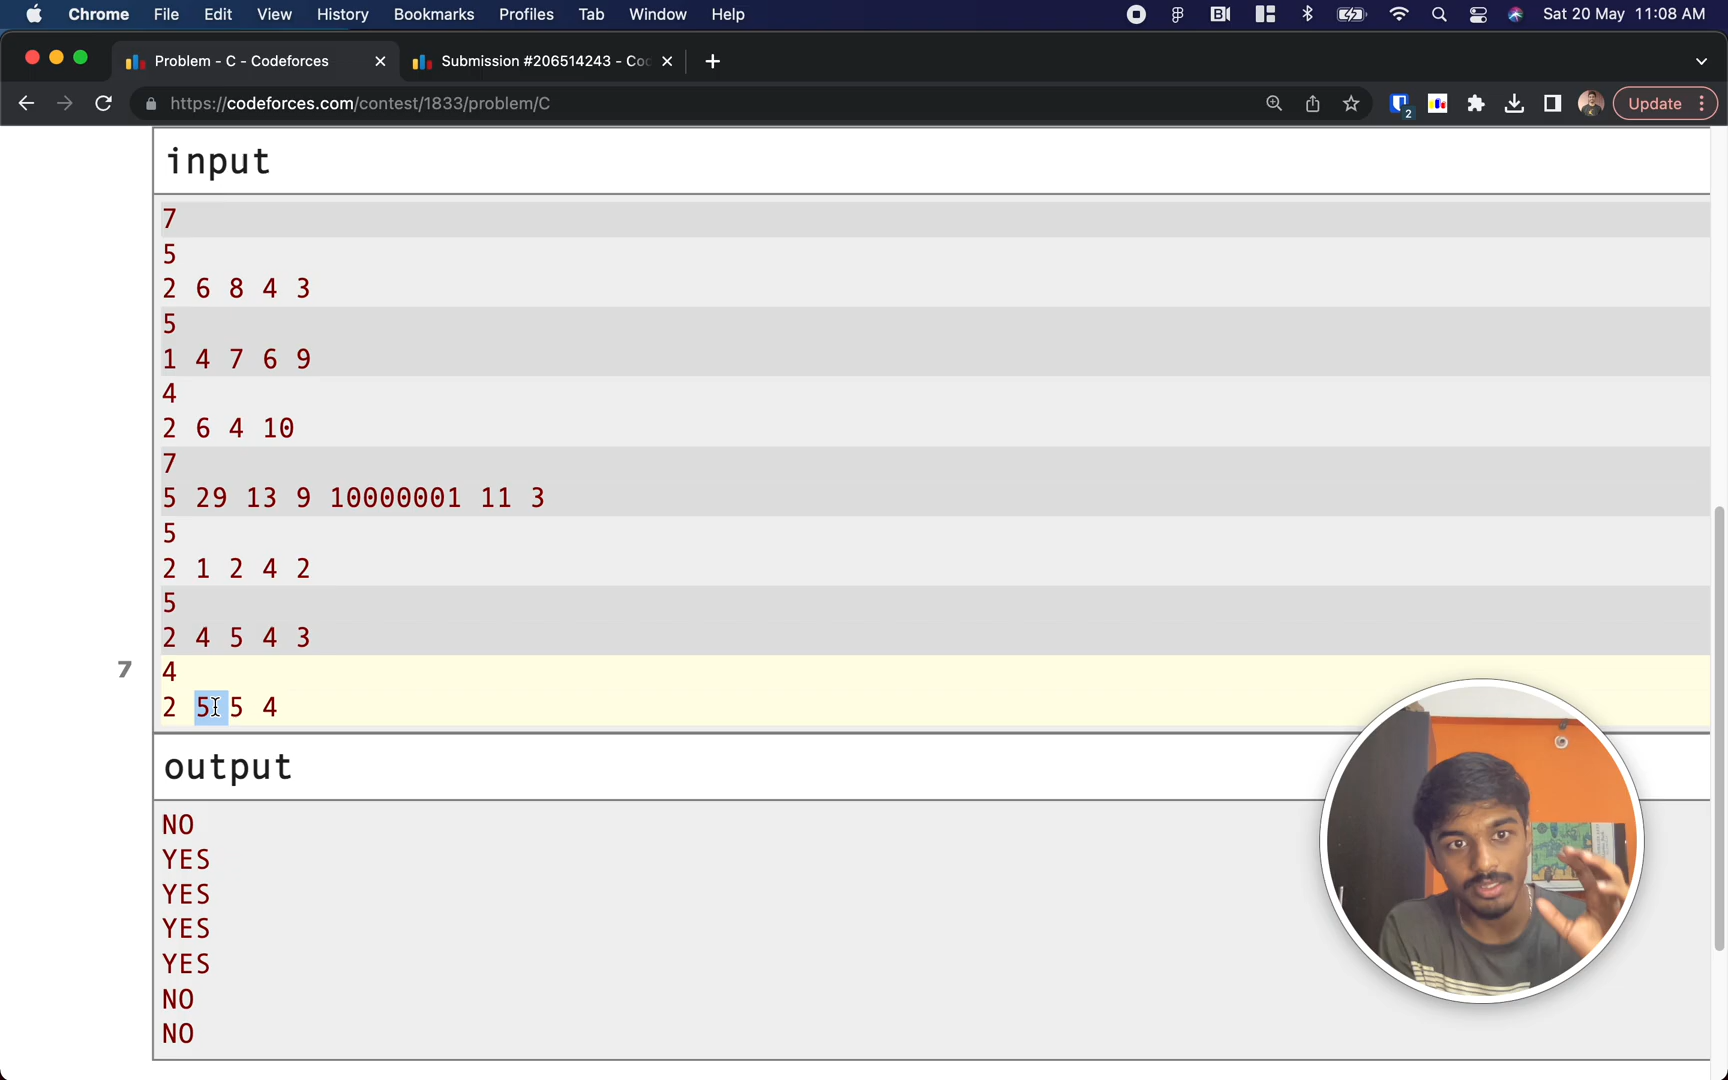 Chrome File Edit View History Bookmarks Profiles Tab Window Help Sat 20 May 11:08 AM
Problem - C - Codeforces Submission #206514243 - Co
https://codeforces.com/contest/1833/problem/C 2 Update
input
7
5
2 6 8 4 3
5
1 4 7 6 9
4
2 6 4 10
7
5 29 13 9 10000001 11 3
5
2 1 2 4 2
5
2 4 5 4 3
7 4
2 5 5 4
output
NO
YES
YES
YES
YES
NO
NO